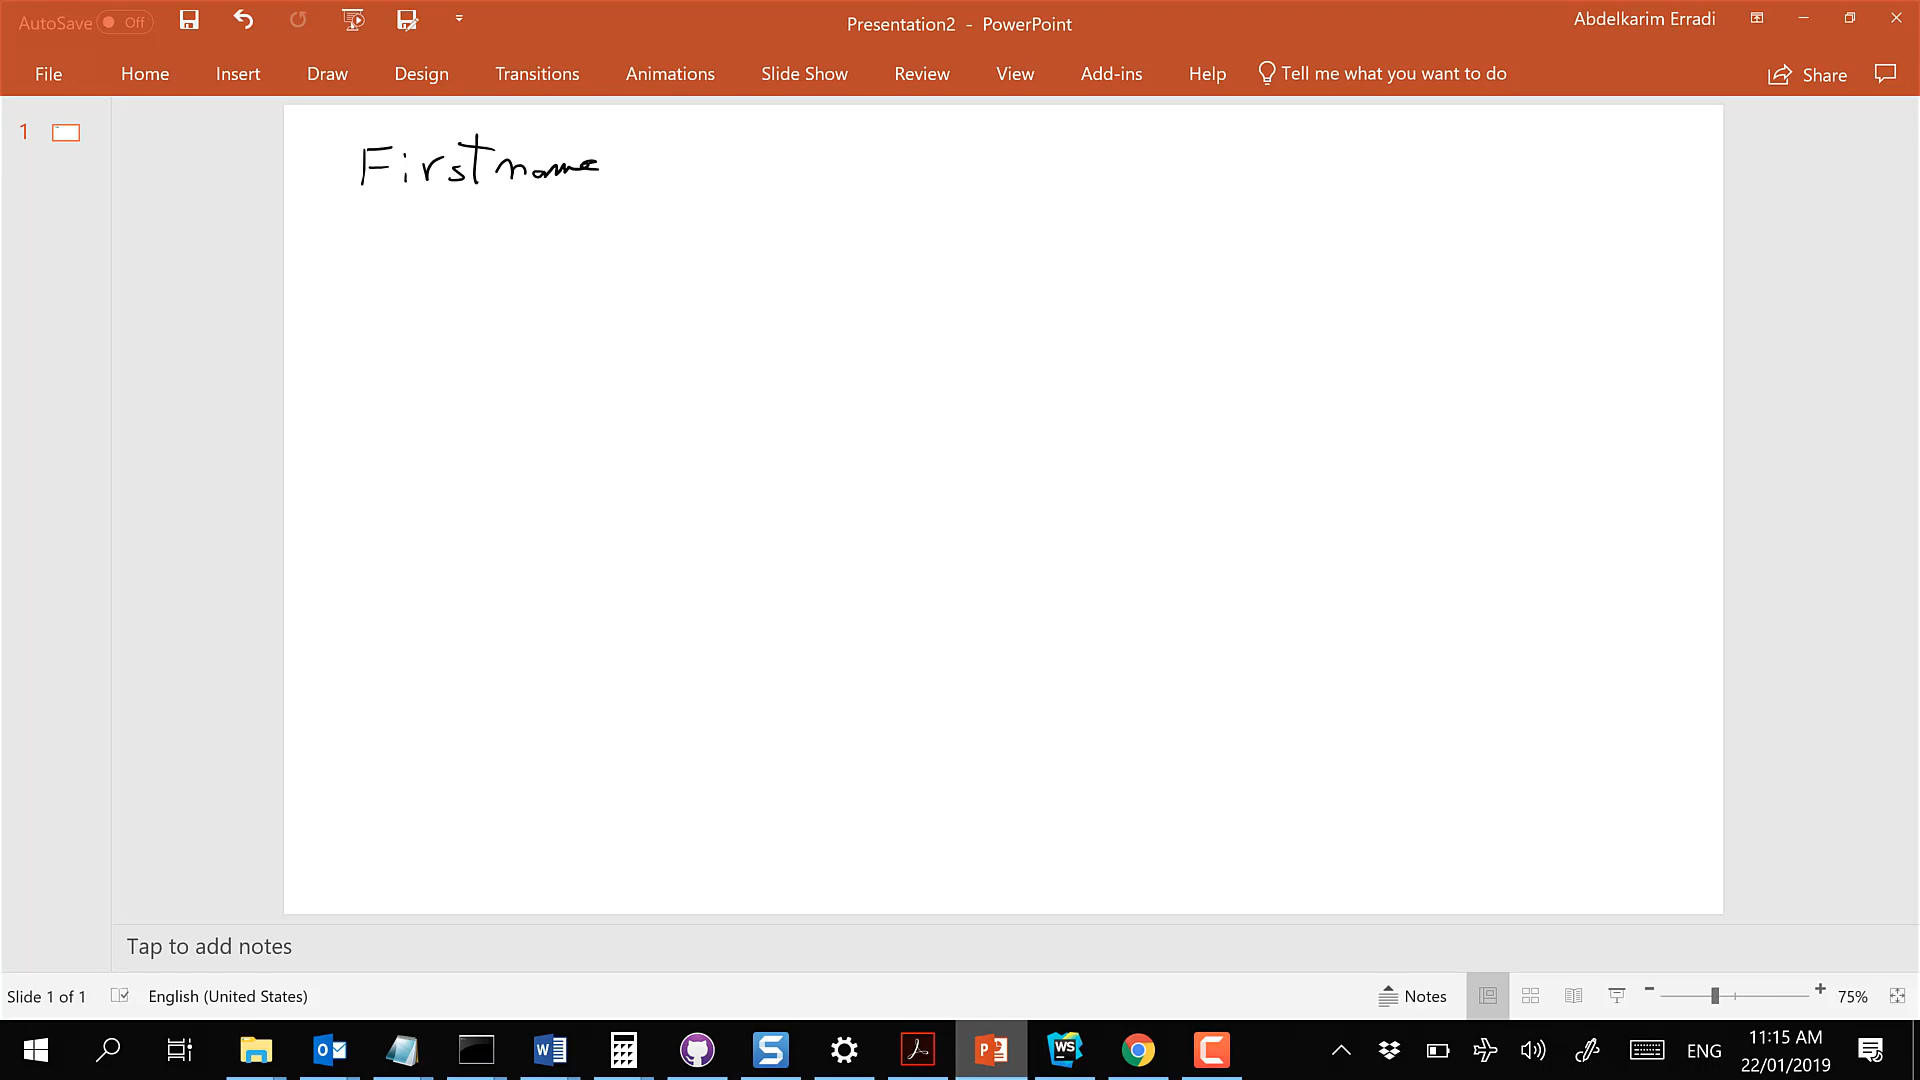 AutoSave Off
Presentation2 - PowerPoint
Abdelkarim Erradi
File Home Insert Draw Design Transitions Animations Slide Show Review View Add-ins Help Tell me what you want to do Share
1
Firstname
Tap to add notes
Slide 1 of 1 English (United States) Notes 75%
ENG
11:15 AM
22/01/2019